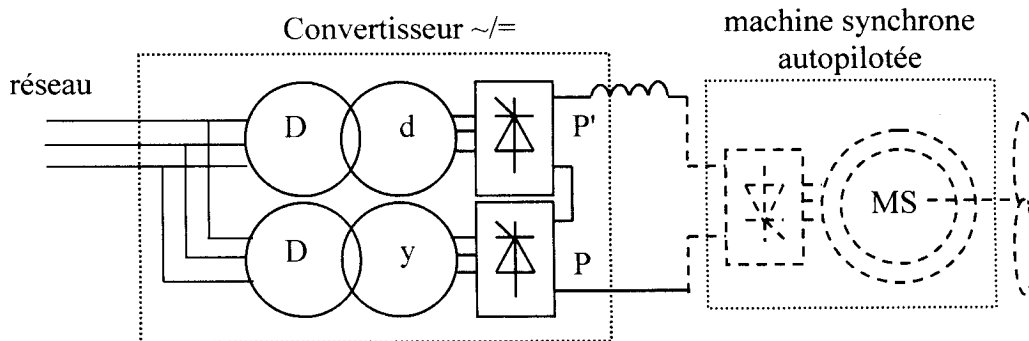 Convertisseur ~/=
machine synchrone
autopilotée
réseau
D
d
P'
D
y
P
MS